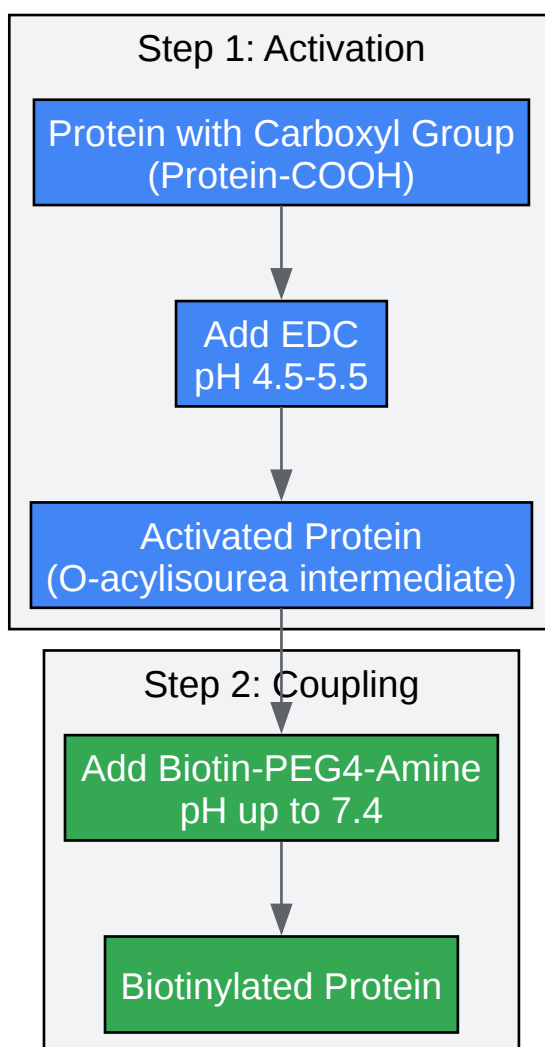 Step 1: Activation
Protein with Carboxyl Group
(Protein-COOH)
Add EDC
pH 4.5-5.5
Activated Protein
(O-acylisourea intermediate)
Step 2: Coupling
Add Biotin-PEG4-Amine
pH up to 7.4
Biotinylated Protein